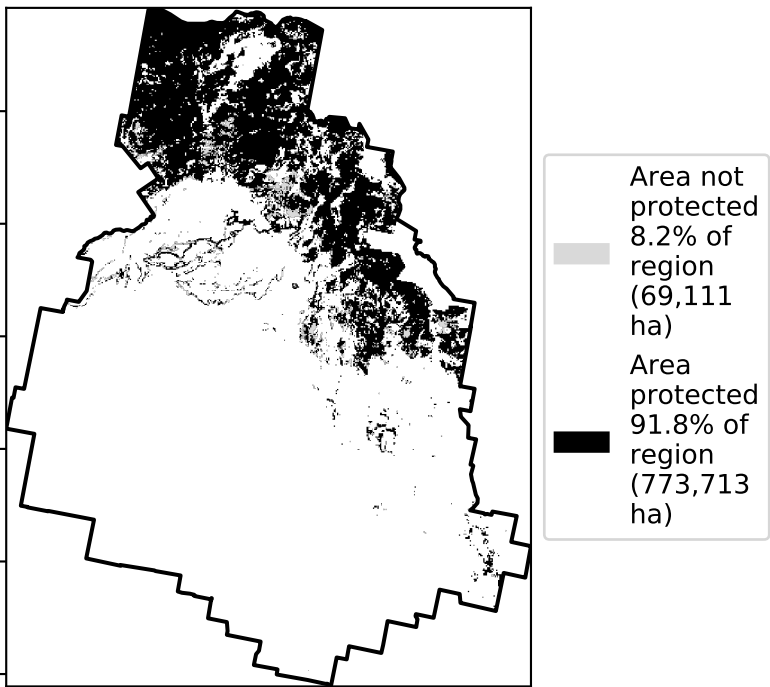 Area not
protected
8.2% of
region
(69,111
ha)
Area
protected
91.8% of
region
(773,713
ha)